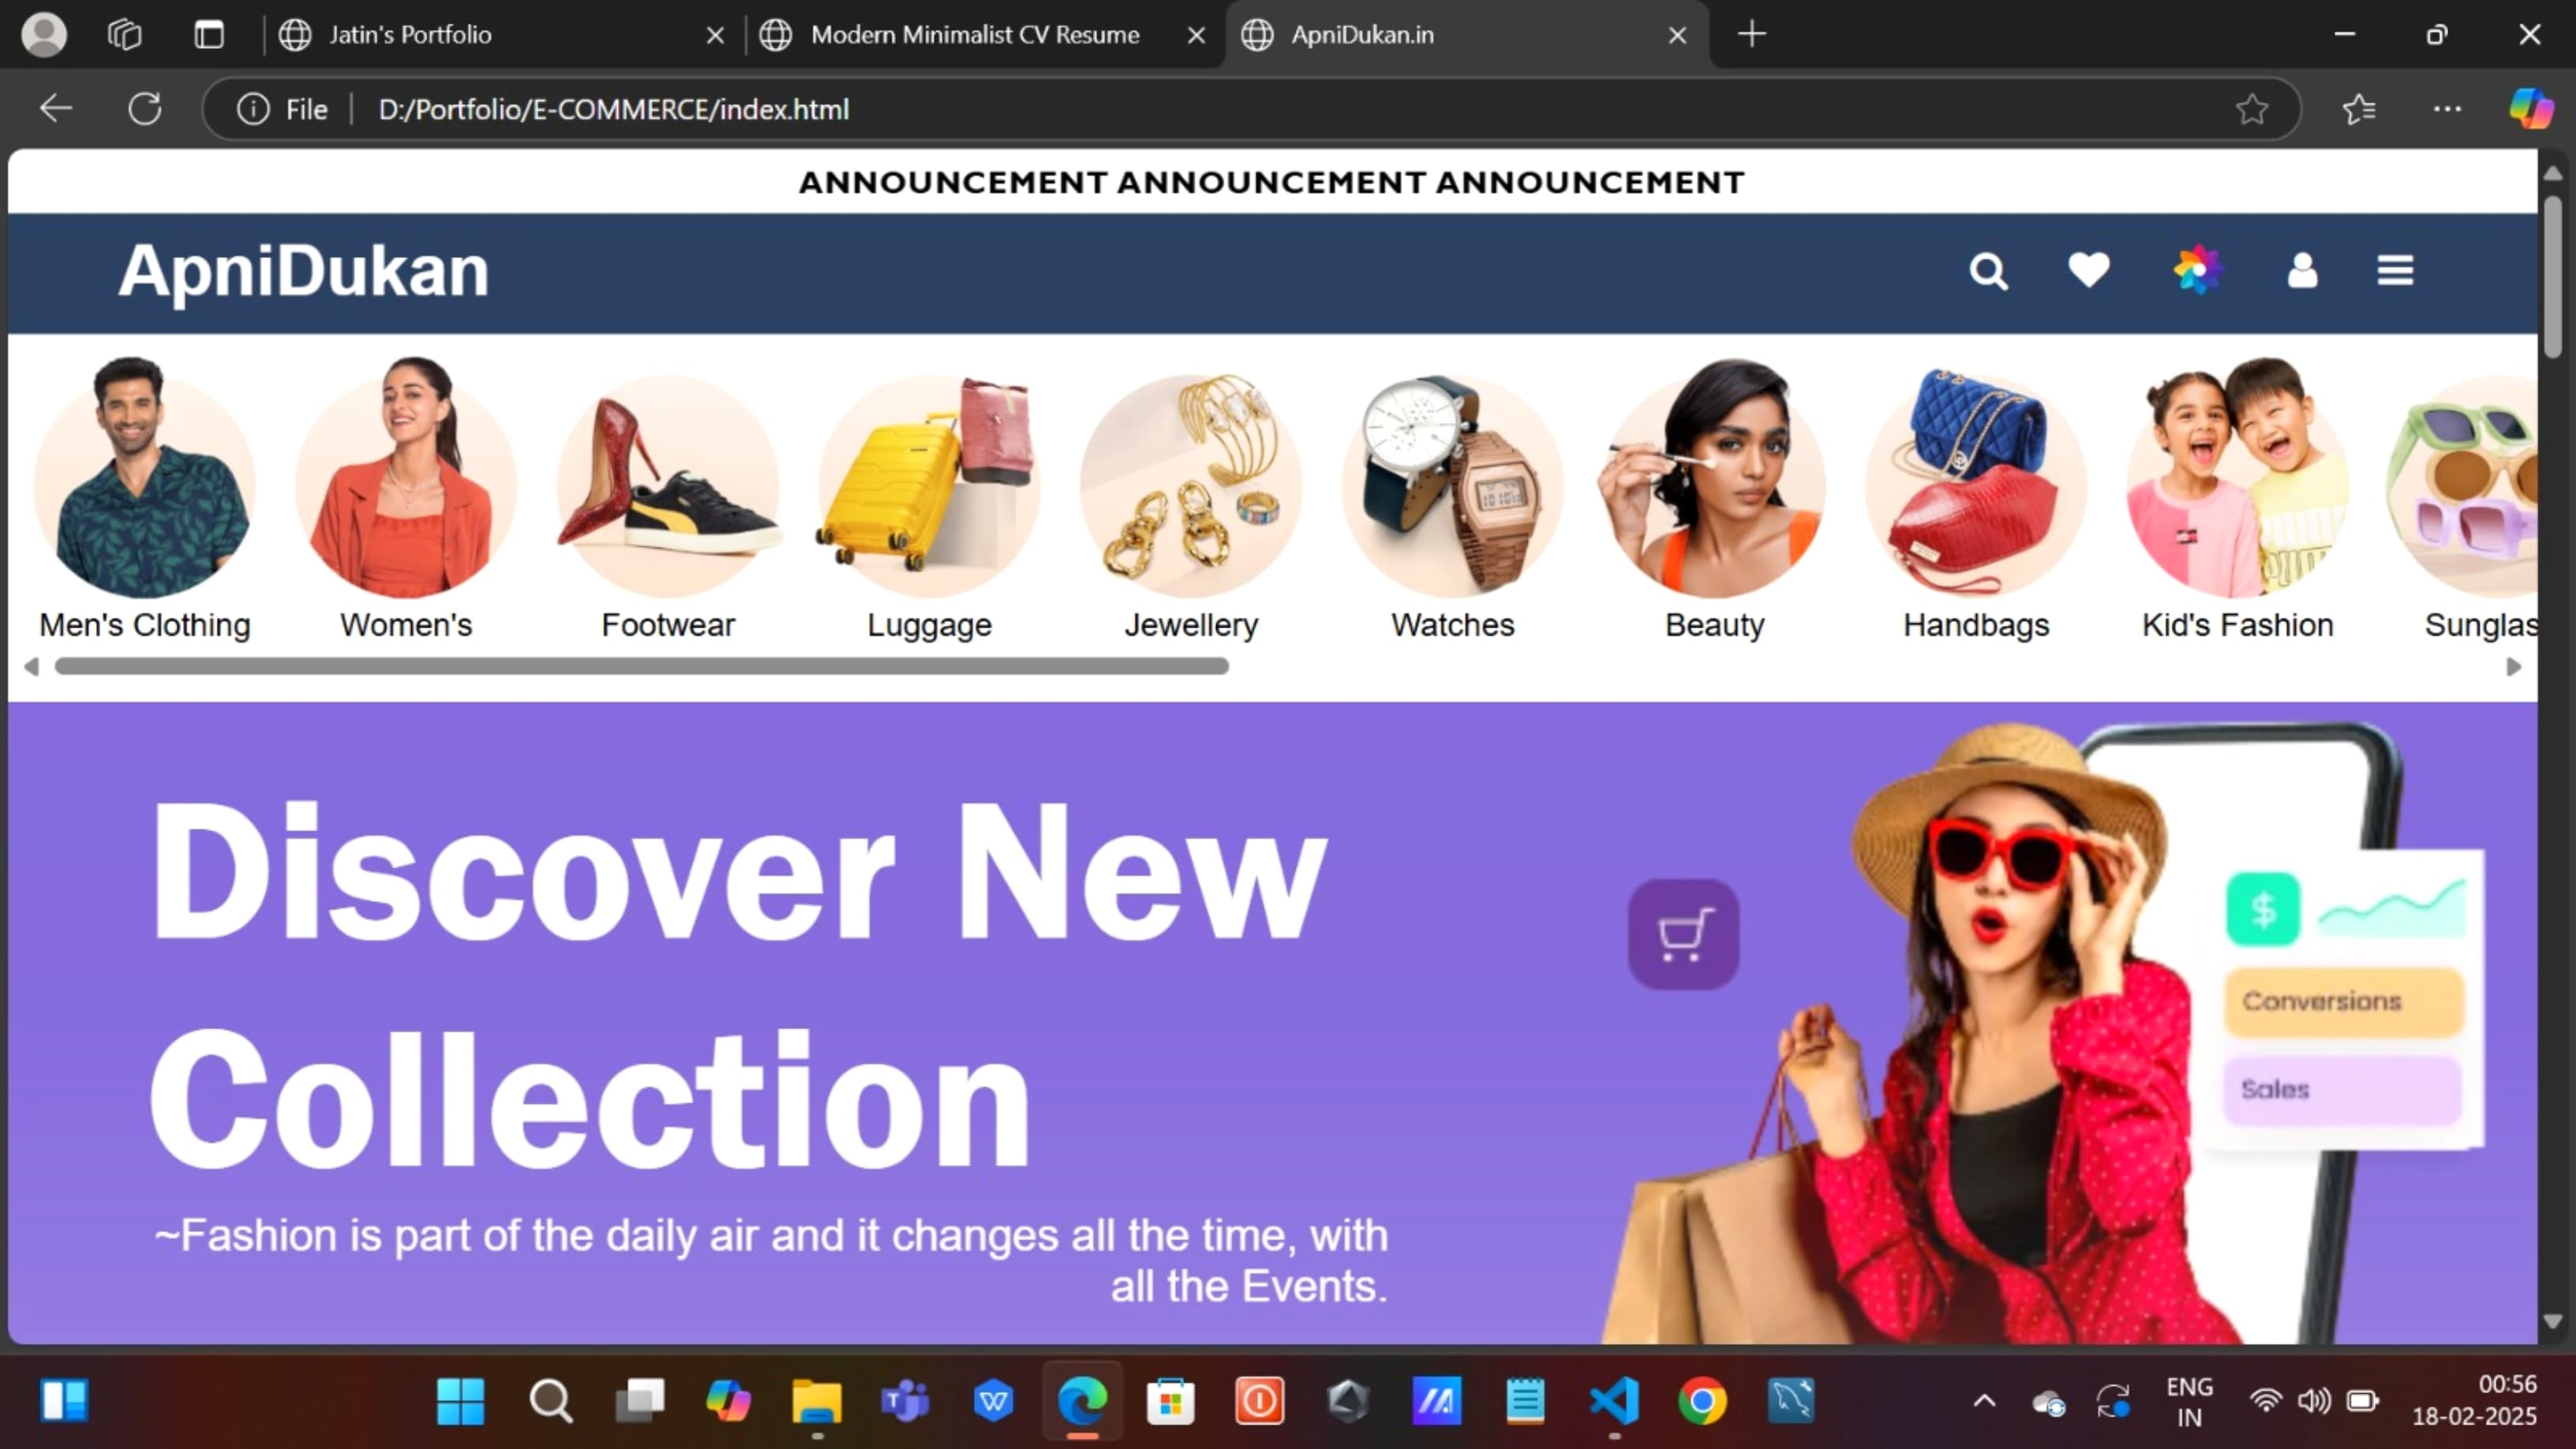 Jatin's Portfolio
Modern Minimalist CV Resume
ApniDukan.in
File
D:/Portfolio/E-COMMERCE/index.html
ANNOUNCEMENT ANNOUNCEMENT ANNOUNCEMENT
ApniDukan
Men's Clothing
Women's
Footwear
Luggage
Jewellery
Watches
Beauty
Handbags
Kid's Fashion
Sunglas
Discover New
Collection
~Fashion is part of the daily air and it changes all the time, with
all the Events.
$
Conversions
Sales
ENG
IN
00:56
18-02-2025